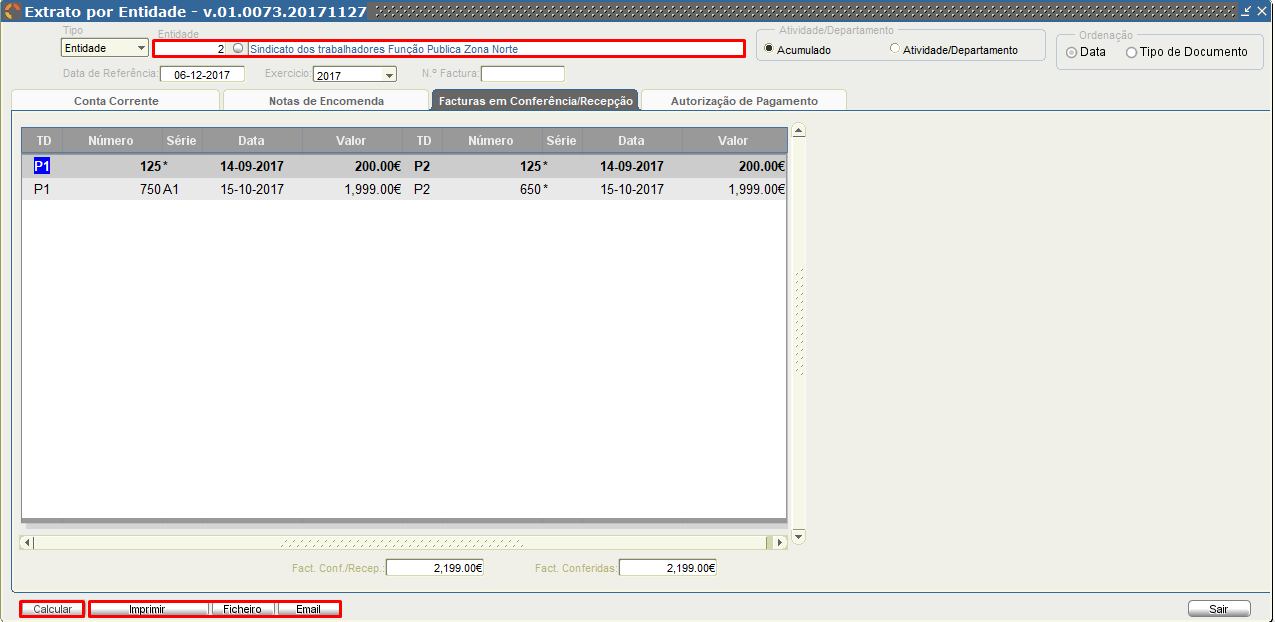 Extrato por Entidade - v.01.0073.20171127
Tipo Entidade Atividade/Departamento Ordenação
Entidade 2 Sindicato dos trabalhadores Função Publica Zona Norte Acumulado Atividade/Departamento Data Tipo de Documento
Data de Referência: 06-12-2017 Exercicio: 2017 N.º Factura:
Conta Corrente Notas de Encomenda Facturas em Conferência/Recepção Autorização de Pagamento
TD Número Série Data Valor TD Número Série Data Valor
P1 125 * 14-09-2017 200.00€ P2 125 * 14-09-2017 200.00€
P1 750 A1 15-10-2017 1,999.00€ P2 650 * 15-10-2017 1,999.00€
Fact. Conf./Recep.: 2,199.00€ Fact. Conferidas: 2,199.00€
Calcular Imprimir Ficheiro Email Sair